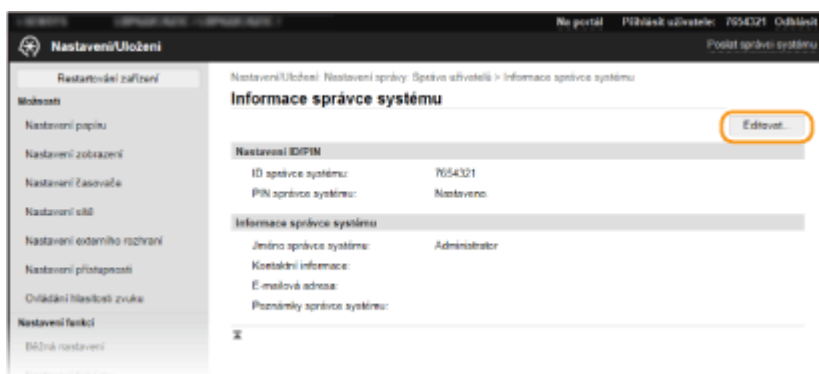 Na portál Přihlásit uživatele: 7654321 Odhlásit
Nastavení/Uložení Poslat správci systému
Restartování zařízení
Nastavení/Uložení: Nastavení správy: Správa uživatelů > Informace správce systému
Možnosti
Informace správce systému
Nastavení papíru
Editovat...
Nastavení zobrazení
Nastavení ID/PIN
ID správce systému: 7654321
Nastavení časovače
PIN správce systému: Nastaveno.
Nastavení sítě
Informace správce systému
Nastavení externího rozhraní
Jméno správce systému: Administrator
Nastavení přístupnosti
Kontaktní informace:
E-mailová adresa:
Ovládání hlasitosti zvuku
Poznámky správce systému:
Nastavení funkcí
Běžná nastavení